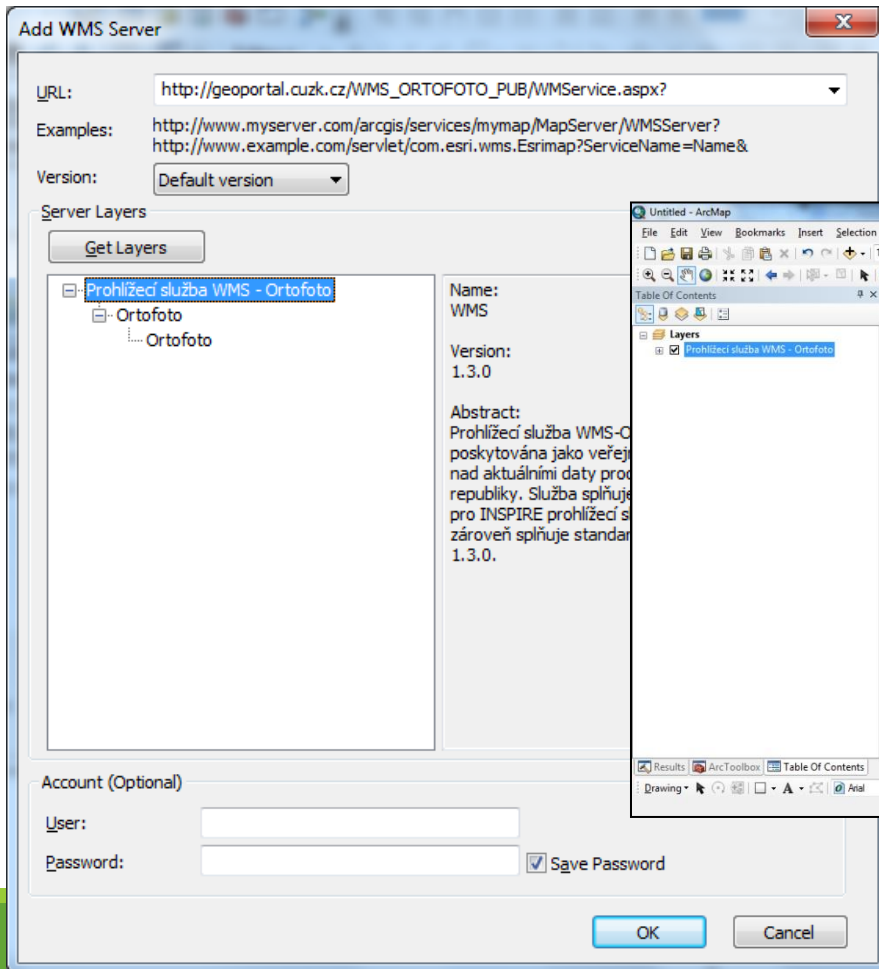 Add WMS Server
URL:
http://geoportal.cuzk.cz/WMS_ORTOFOTO_PUB/WMService.aspx?
Examples:
http://www.myserver.com/arcgis/services/mymap/MapServer/WMSServer?
http://www.example.com/servlet/com.esri.wms.Esrimap?ServiceName=Name&
Version:
Default version
Server Layers
Get Layers
Prohlížecí služba WMS - Ortofoto
Ortofoto
Ortofoto
Name:
WMS
Version:
1.3.0
Abstract:
Prohlížecí služba WMS-O
poskytována jako veřej
nad aktuálními daty prod
republiky. Služba splňuje
pro INSPIRE prohlížecí sl
zároveň splňuje standar
1.3.0.
Account (Optional)
User:
Password:
Save Password
OK
Cancel
Untitled - ArcMap
File Edit View Bookmarks Insert Selection
Table Of Contents
Layers
Prohlížecí služba WMS - Ortofoto
Results ArcToolbox Table Of Contents
Drawing A Arial